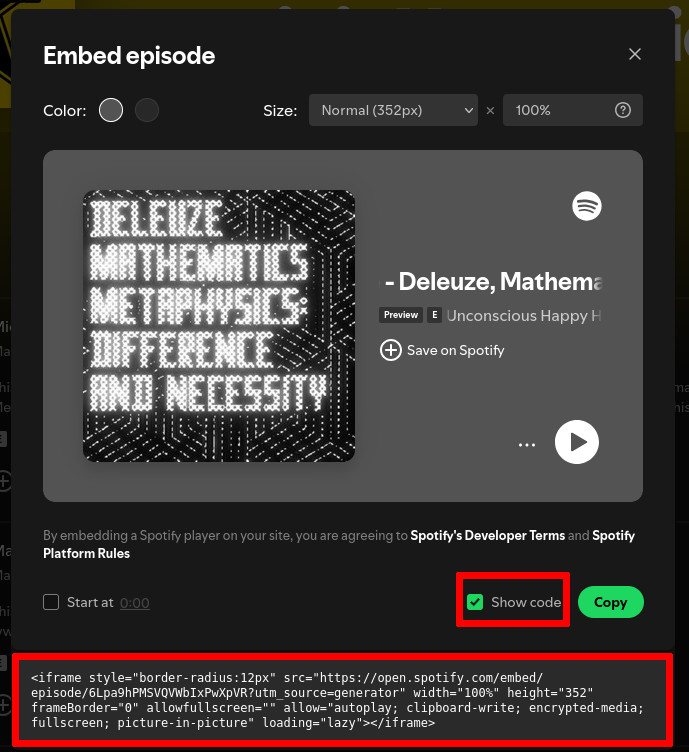 Embed episode
Color:
Size:
Normal (352px)
×
100%
DELEUZE
MATHEMATICS
METAPHYSICS:
DIFFERENCE
AND NECESSITY
- Deleuze, Mathema
Preview E Unconscious Happy H
Save on Spotify
By embedding a Spotify player on your site, you are agreeing to Spotify's Developer Terms and Spotify
Platform Rules
Start at 0:00
Show code
Copy
<iframe style="border-radius:12px" src="https://open.spotify.com/embed/
episode/6Lpa9hPMSVQVWbIxPwXpVR?utm_source=generator" width="100%" height="352"
frameBorder="0" allowfullscreen="" allow="autoplay; clipboard-write; encrypted-media;
fullscreen; picture-in-picture" loading="lazy"></iframe>